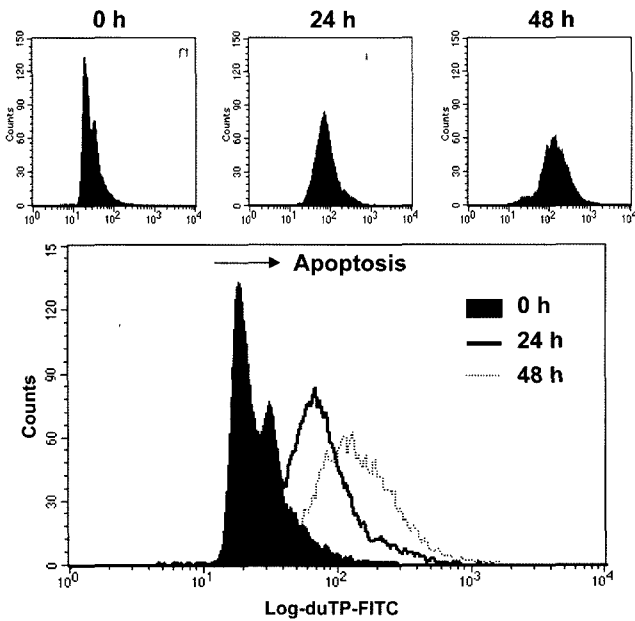 0 h 24 h 48 h
150 150 150
120 120 120
90 90 90
Counts Counts Counts
60 60 60
30 30 30
0 0 0
10⁰ 10¹ 10² 10³ 10⁴ 10⁰ 10¹ 10² 10³ 10⁴ 10⁰ 10¹ 10² 10³ 10⁴
15
Apoptosis
0 h
24 h
48 h
90
Counts
60
30
0
10⁰ 10¹ 10² 10³ 10⁴
Log-duTP-FITC